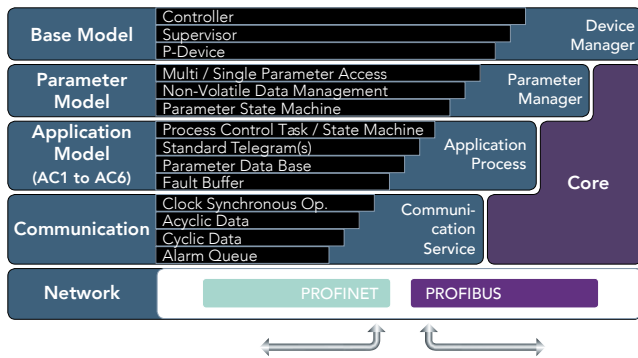 Base Model
Controller
Supervisor
P-Device
Device
Manager
Parameter
Model
Multi / Single Parameter Access
Non-Volatile Data Management
Parameter State Machine
Parameter
Manager
Application
Model
(AC1 to AC6)
Process Control Task / State Machine
Standard Telegram(s)
Parameter Data Base
Fault Buffer
Application
Process
Core
Communication
Clock Synchronous Op.
Acyclic Data
Cyclic Data
Alarm Queue
Communi-
cation
Service
Network
PROFINET
PROFIBUS